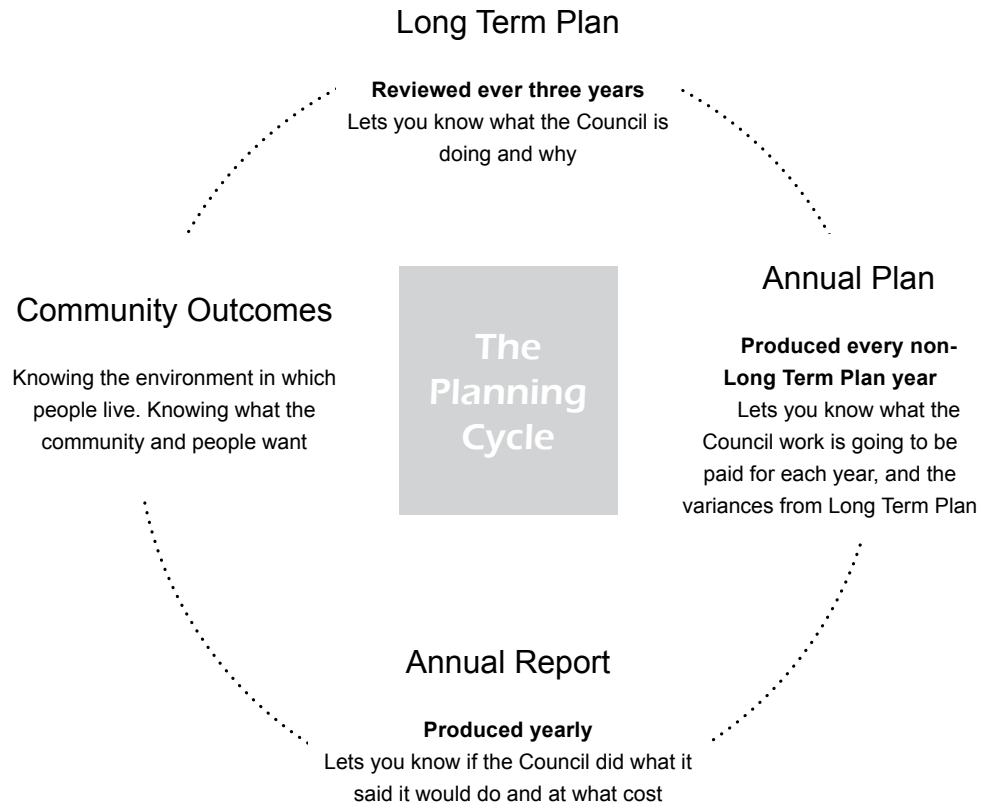 Long Term Plan
Reviewed ever three years
Lets you know what the Council is
doing and why
Annual Plan
Produced every non-
Long Term Plan year
Lets you know what the
Council work is going to be
paid for each year, and the
variances from Long Term Plan
Community Outcomes
Knowing the environment in which
people live. Knowing what the
community and people want
The
Planning
Cycle
Annual Report
Produced yearly
Lets you know if the Council did what it
said it would do and at what cost